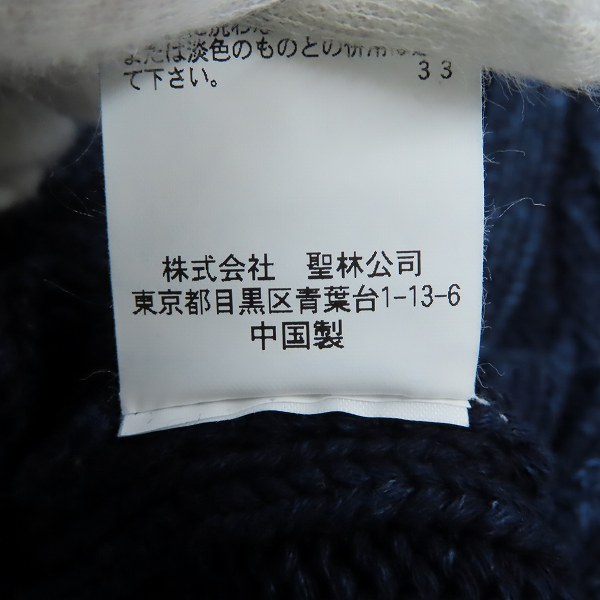 または淡色のものとの併用は避
て下さい。
33
株式会社 聖林公司
東京都目黒区青葉台1-13-6
中国製